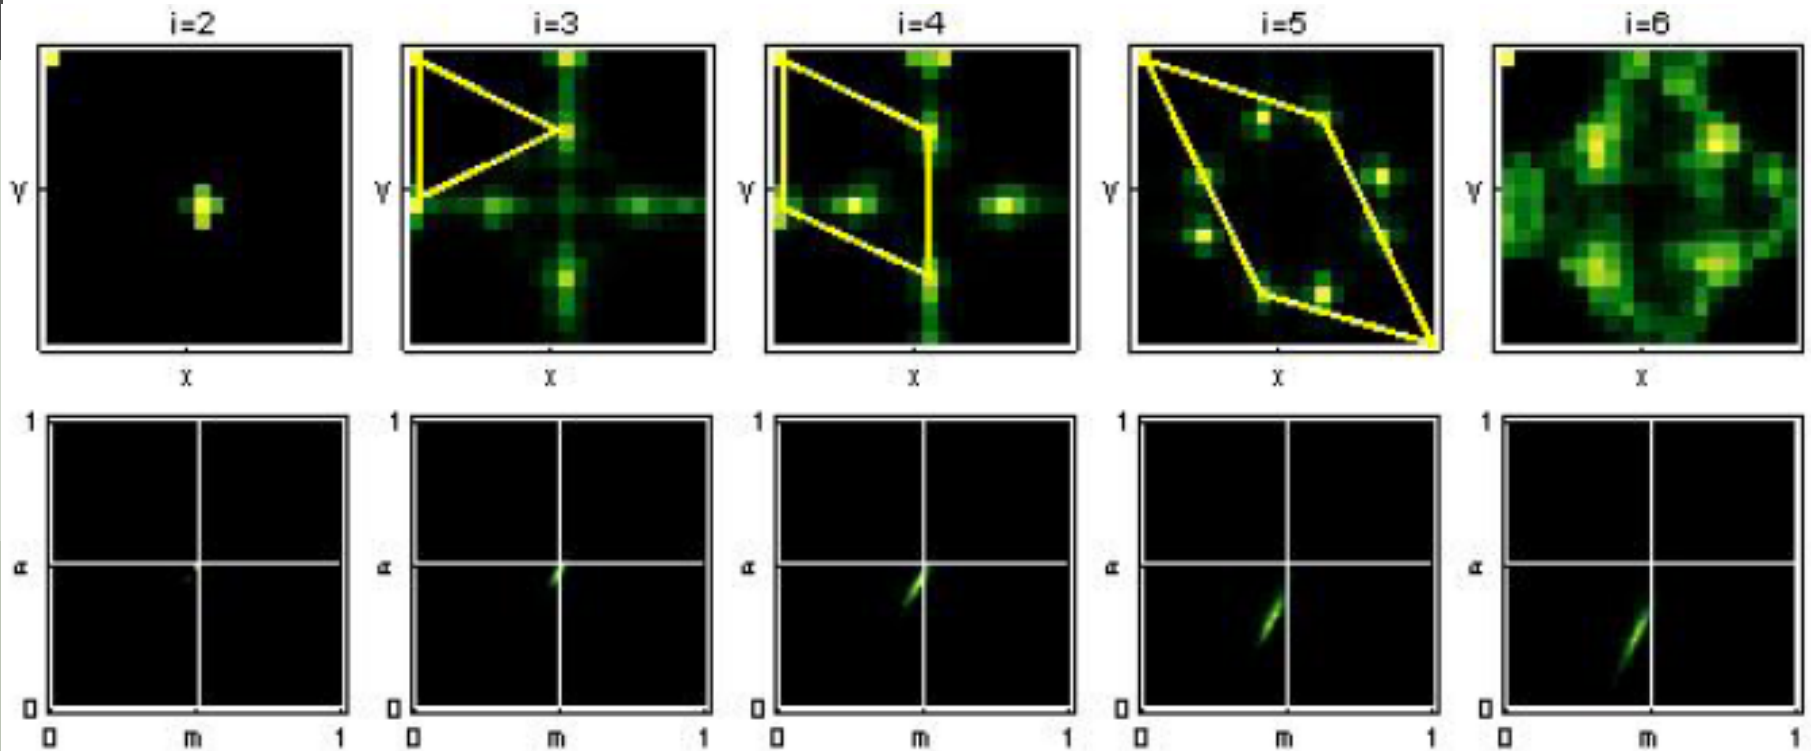 i=2 i=3 i=4 i=5 i=6
y y y y y
x x x x x
1 1 1 1 1
0 0 0 0 0
0 m 1 0 m 1 0 m 1 0 m 1 0 m 1